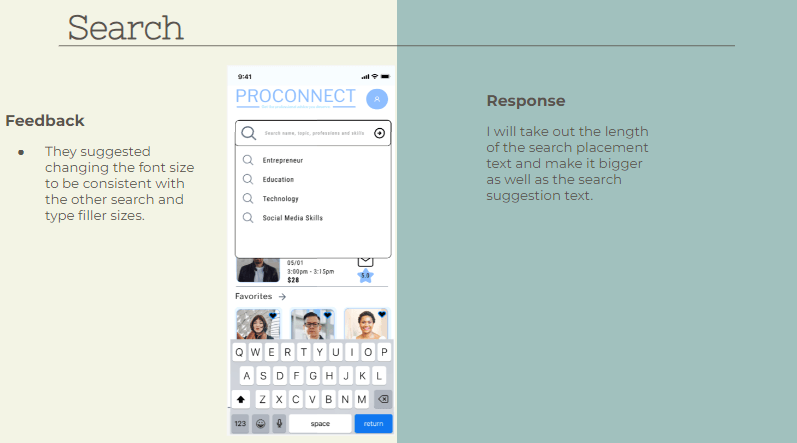 Search
Feedback
● They suggested
changing the font size
to be consistent with
the other search and
type filler sizes.
9:41
PROCONNECT
Search name, topic, professions and skills
Entrepreneur
Education
Technology
Social Media Skills
05/01
3:00pm - 3:15pm
$28
5.0
Favorites →
Q W E R T Y U I O P
A S D F G H J K L
Z X C V B N M
123 space return
Response
I will take out the length
of the search placement
text and make it bigger
as well as the search
suggestion text.